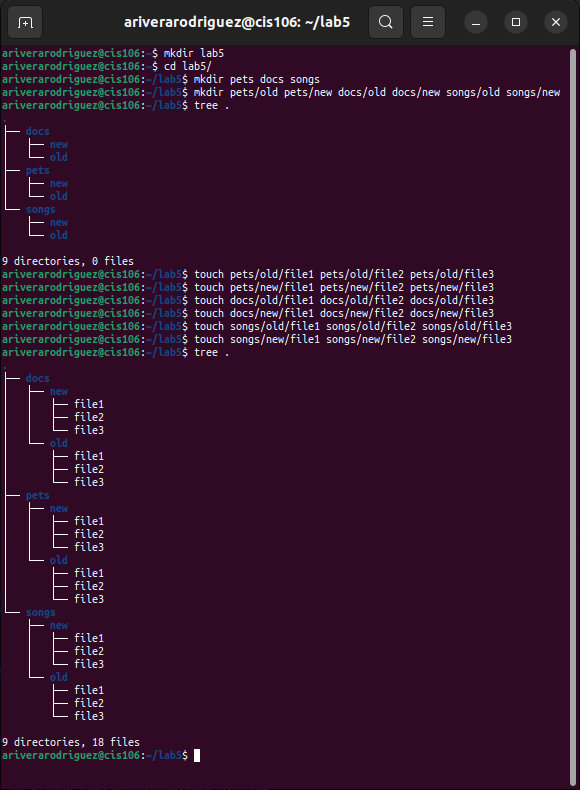 ariverarodriguez@cis106: ~/lab5
ariverarodriguez@cis106:~$ mkdir lab5
ariverarodriguez@cis106:~$ cd lab5/
ariverarodriguez@cis106:~/lab5$ mkdir pets docs songs
ariverarodriguez@cis106:~/lab5$ mkdir pets/old pets/new docs/old docs/new songs/old songs/new
ariverarodriguez@cis106:~/lab5$ tree .
.
├── docs
│   ├── new
│   └── old
├── pets
│   ├── new
│   └── old
└── songs
    ├── new
    └── old

9 directories, 0 files
ariverarodriguez@cis106:~/lab5$ touch pets/old/file1 pets/old/file2 pets/old/file3
ariverarodriguez@cis106:~/lab5$ touch pets/new/file1 pets/new/file2 pets/new/file3
ariverarodriguez@cis106:~/lab5$ touch docs/old/file1 docs/old/file2 docs/old/file3
ariverarodriguez@cis106:~/lab5$ touch docs/new/file1 docs/new/file2 docs/new/file3
ariverarodriguez@cis106:~/lab5$ touch songs/old/file1 songs/old/file2 songs/old/file3
ariverarodriguez@cis106:~/lab5$ touch songs/new/file1 songs/new/file2 songs/new/file3
ariverarodriguez@cis106:~/lab5$ tree .
.
├── docs
│   ├── new
│   │   ├── file1
│   │   ├── file2
│   │   └── file3
│   └── old
│       ├── file1
│       ├── file2
│       └── file3
├── pets
│   ├── new
│   │   ├── file1
│   │   ├── file2
│   │   └── file3
│   └── old
│       ├── file1
│       ├── file2
│       └── file3
└── songs
    ├── new
    │   ├── file1
    │   ├── file2
    │   └── file3
    └── old
        ├── file1
        ├── file2
        └── file3

9 directories, 18 files
ariverarodriguez@cis106:~/lab5$